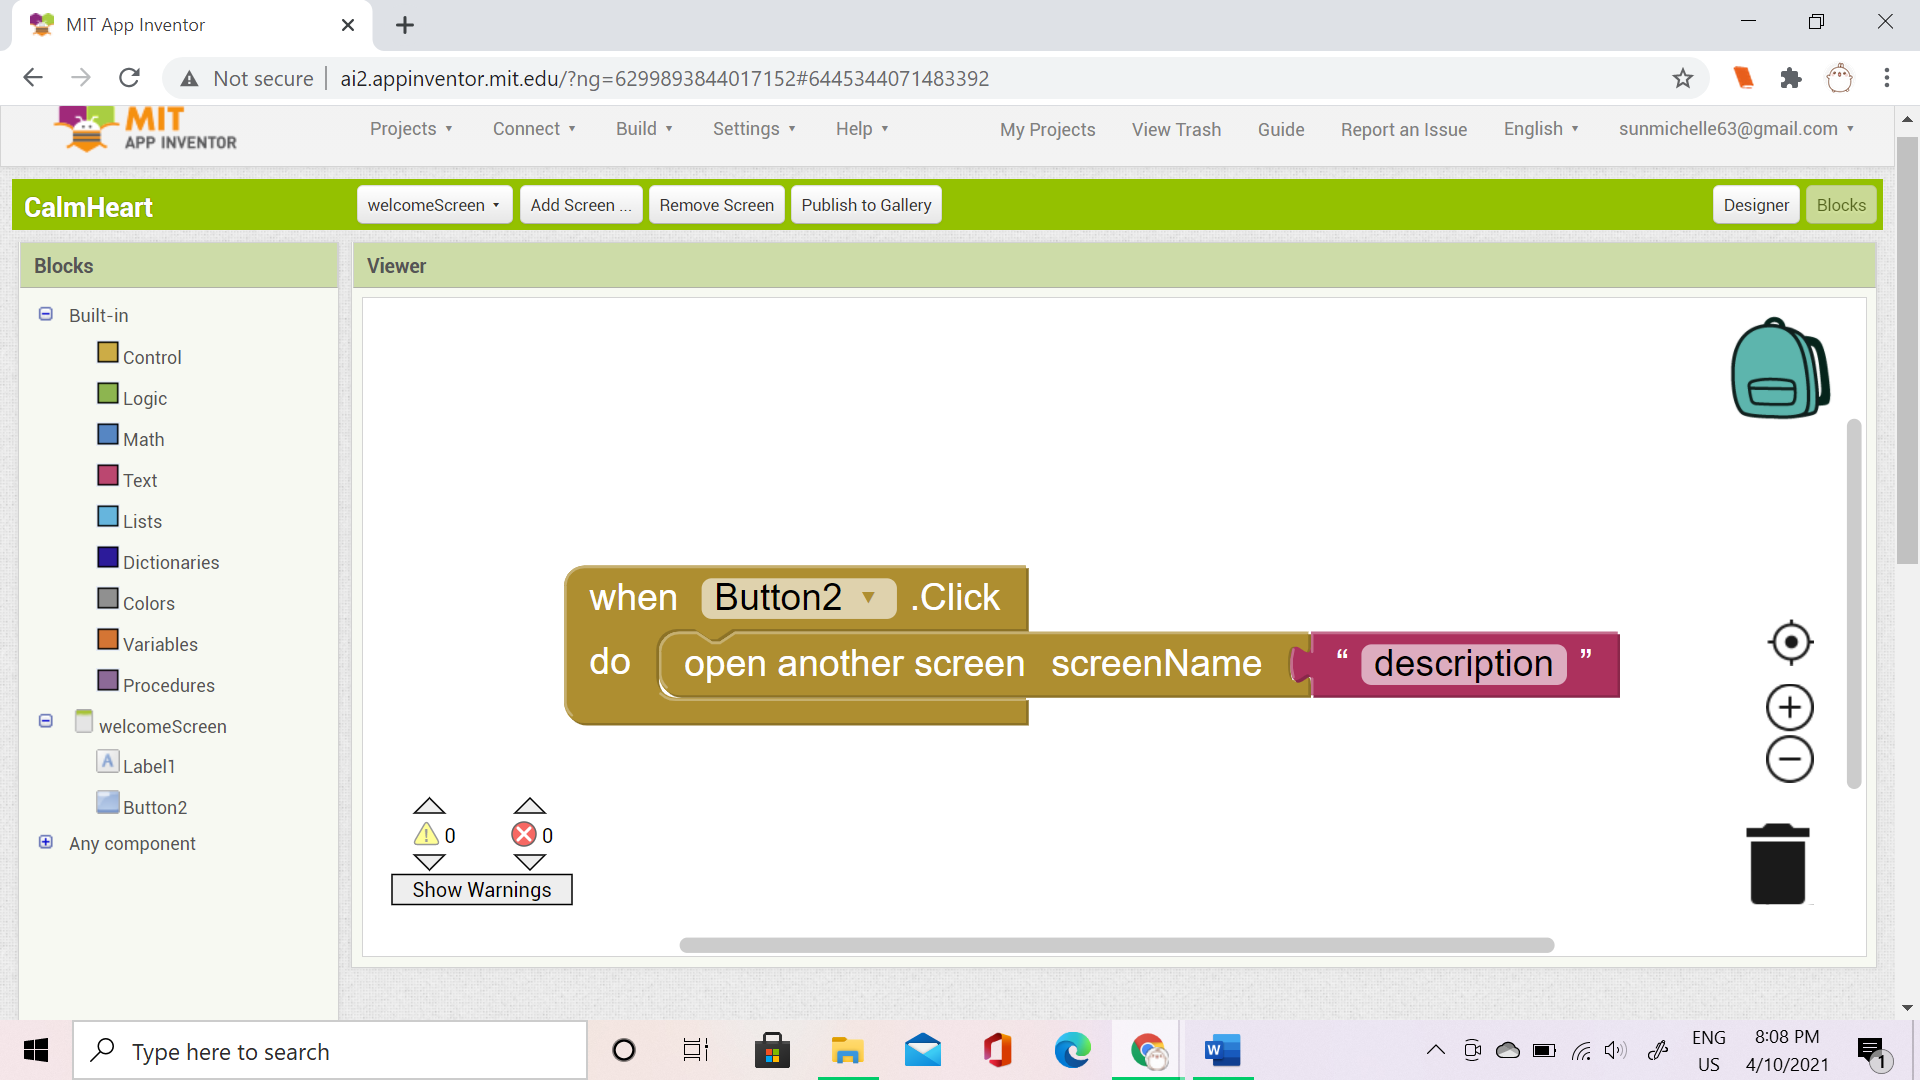 MIT App Inventor
Not secure
ai2.appinventor.mit.edu/?ng=6299893844017152#6445344071483392
MIT
APP INVENTOR
Projects
Connect
Build
Settings
Help
My Projects
View Trash
Guide
Report an Issue
English
sunmichelle63@gmail.com
CalmHeart
welcomeScreen
Add Screen ...
Remove Screen
Publish to Gallery
Designer
Blocks
Blocks
Viewer
Built-in
Control
Logic
Math
Text
Lists
Dictionaries
Colors
Variables
Procedures
welcomeScreen
A Label1
Button2
Any component
when Button2 .Click
do open another screen screenName “ description ”
0 0
Show Warnings
Type here to search
W
ENG
US
8:08 PM
4/10/2021
1